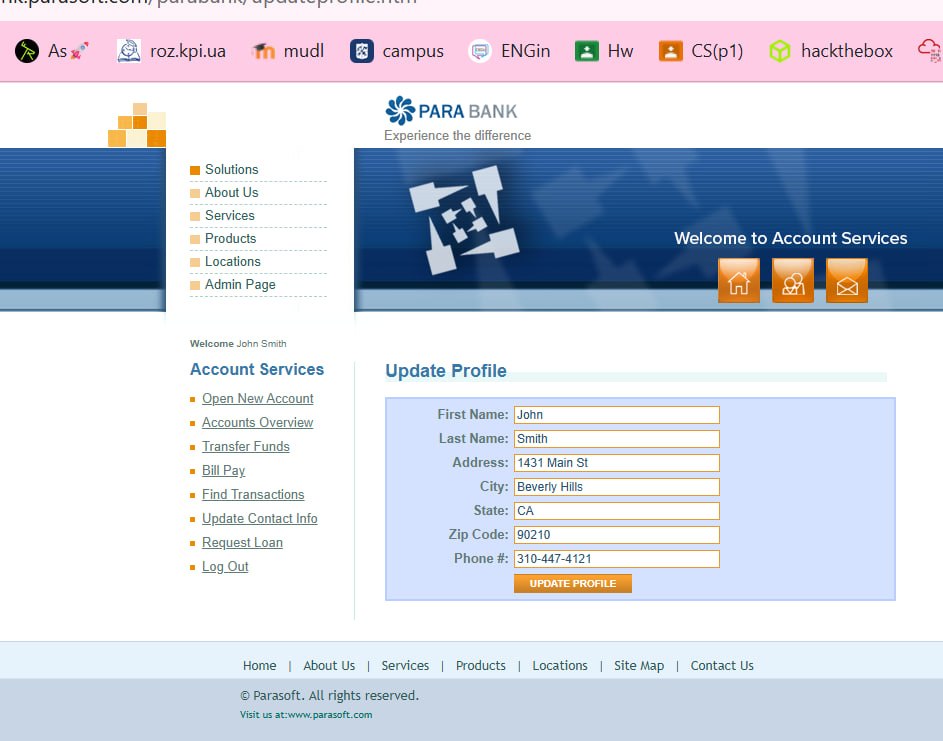 nk.parasoft.com/parabank/updateprofile.htm
As🚀 roz.kpi.ua mudl campus ENGin Hw CS(p1) hackthebox
PARA BANK
Experience the difference
Solutions
About Us
Services
Products
Locations
Admin Page
Welcome to Account Services
Welcome John Smith
Account Services
Open New Account
Accounts Overview
Transfer Funds
Bill Pay
Find Transactions
Update Contact Info
Request Loan
Log Out
Update Profile
First Name: John
Last Name: Smith
Address: 1431 Main St
City: Beverly Hills
State: CA
Zip Code: 90210
Phone #: 310-447-4121
UPDATE PROFILE
Home | About Us | Services | Products | Locations | Site Map | Contact Us
© Parasoft. All rights reserved.
Visit us at:www.parasoft.com